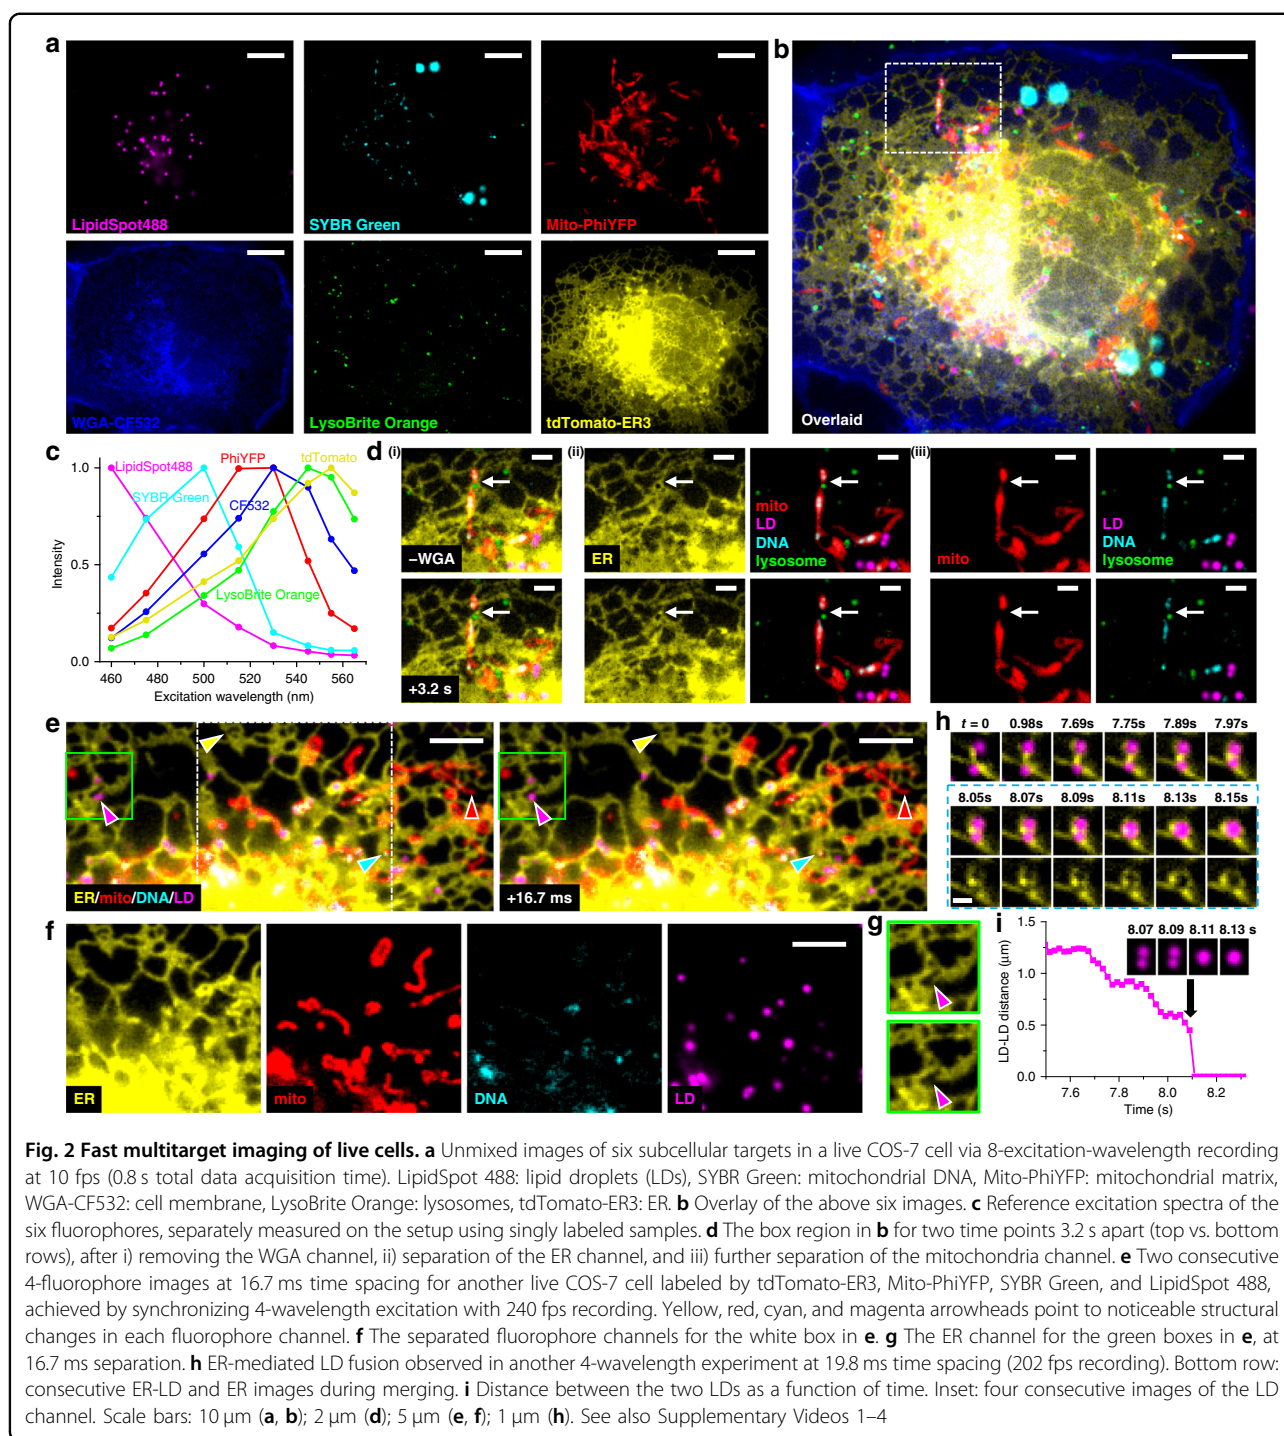 a
LipidSpot488
SYBR Green
Mito-PhiYFP
WGA-CF532
LysoBrite Orange
tdTomato-ER3
b
Overlaid
c
LipidSpot488
PhiYFP
tdTomato
SYBR Green
CF532
LysoBrite Orange
1.0
0.5
0.0
Intensity
460 480 500 520 540 560
Excitation wavelength (nm)
d
(i)
(ii)
(iii)
–WGA
ER
mito
LD
DNA
lysosome
mito
LD
DNA
lysosome
+3.2 s
e
ER/mito/DNA/LD
+16.7 ms
f
ER
mito
DNA
LD
g
h
t = 0 0.98s 7.69s 7.75s 7.89s 7.97s
8.05s 8.07s 8.09s 8.11s 8.13s 8.15s
i
8.07 8.09 8.11 8.13 s
1.5
1.0
0.5
0.0
LD-LD distance (μm)
7.6 7.8 8.0 8.2
Time (s)
Fig. 2 Fast multitarget imaging of live cells. a Unmixed images of six subcellular targets in a live COS-7 cell via 8-excitation-wavelength recording
at 10 fps (0.8 s total data acquisition time). LipidSpot 488: lipid droplets (LDs), SYBR Green: mitochondrial DNA, Mito-PhiYFP: mitochondrial matrix,
WGA-CF532: cell membrane, LysoBrite Orange: lysosomes, tdTomato-ER3: ER. b Overlay of the above six images. c Reference excitation spectra of the
six fluorophores, separately measured on the setup using singly labeled samples. d The box region in b for two time points 3.2 s apart (top vs. bottom
rows), after i) removing the WGA channel, ii) separation of the ER channel, and iii) further separation of the mitochondria channel. e Two consecutive
4-fluorophore images at 16.7 ms time spacing for another live COS-7 cell labeled by tdTomato-ER3, Mito-PhiYFP, SYBR Green, and LipidSpot 488,
achieved by synchronizing 4-wavelength excitation with 240 fps recording. Yellow, red, cyan, and magenta arrowheads point to noticeable structural
changes in each fluorophore channel. f The separated fluorophore channels for the white box in e. g The ER channel for the green boxes in e, at
16.7 ms separation. h ER-mediated LD fusion observed in another 4-wavelength experiment at 19.8 ms time spacing (202 fps recording). Bottom row:
consecutive ER-LD and ER images during merging. i Distance between the two LDs as a function of time. Inset: four consecutive images of the LD
channel. Scale bars: 10 μm (a, b); 2 μm (d); 5 μm (e, f); 1 μm (h). See also Supplementary Videos 1–4